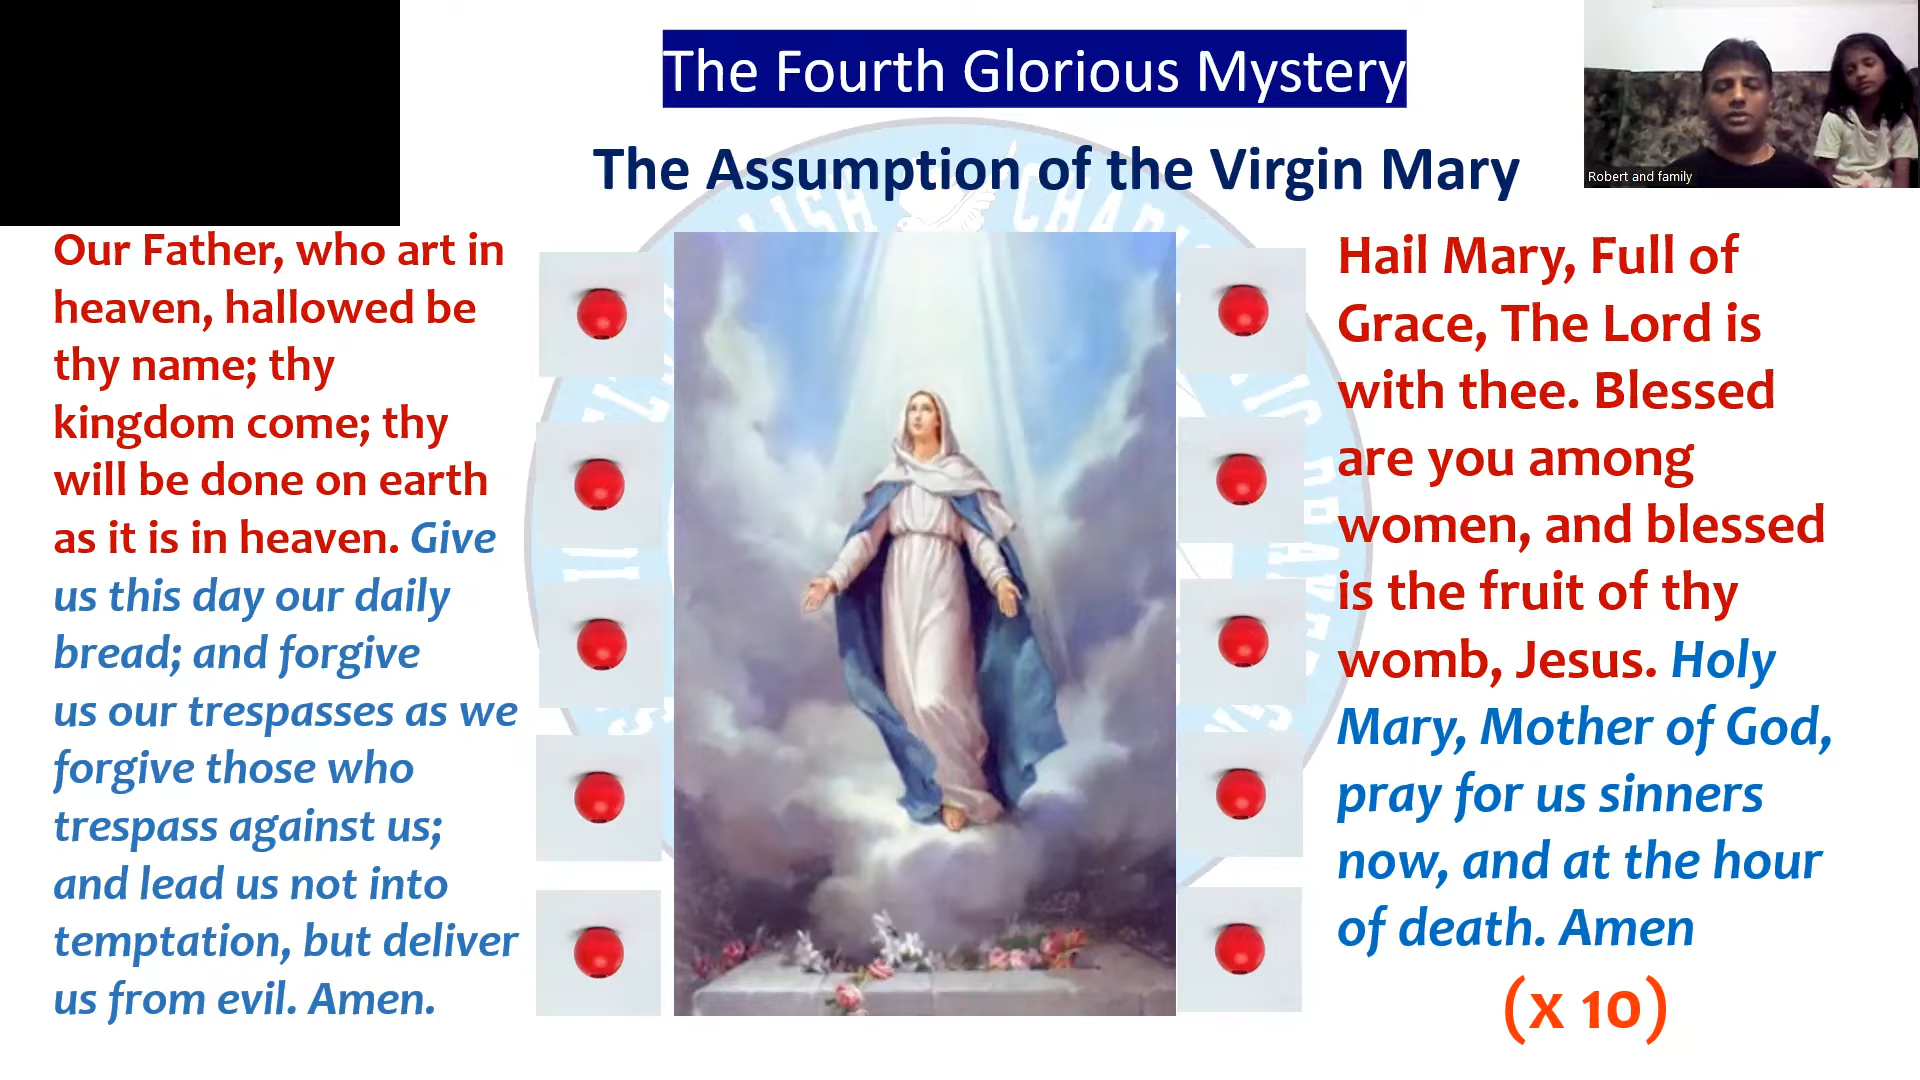 The Fourth Glorious Mystery
The Assumption of the Virgin Mary
Robert and family
Our Father, who art in
heaven, hallowed be
thy name; thy
kingdom come; thy
will be done on earth
as it is in heaven. Give
us this day our daily
bread; and forgive
us our trespasses as we
forgive those who
trespass against us;
and lead us not into
temptation, but deliver
us from evil. Amen.
Hail Mary, Full of
Grace, The Lord is
with thee. Blessed
are you among
women, and blessed
is the fruit of thy
womb, Jesus. Holy
Mary, Mother of God,
pray for us sinners
now, and at the hour
of death. Amen
(x 10)